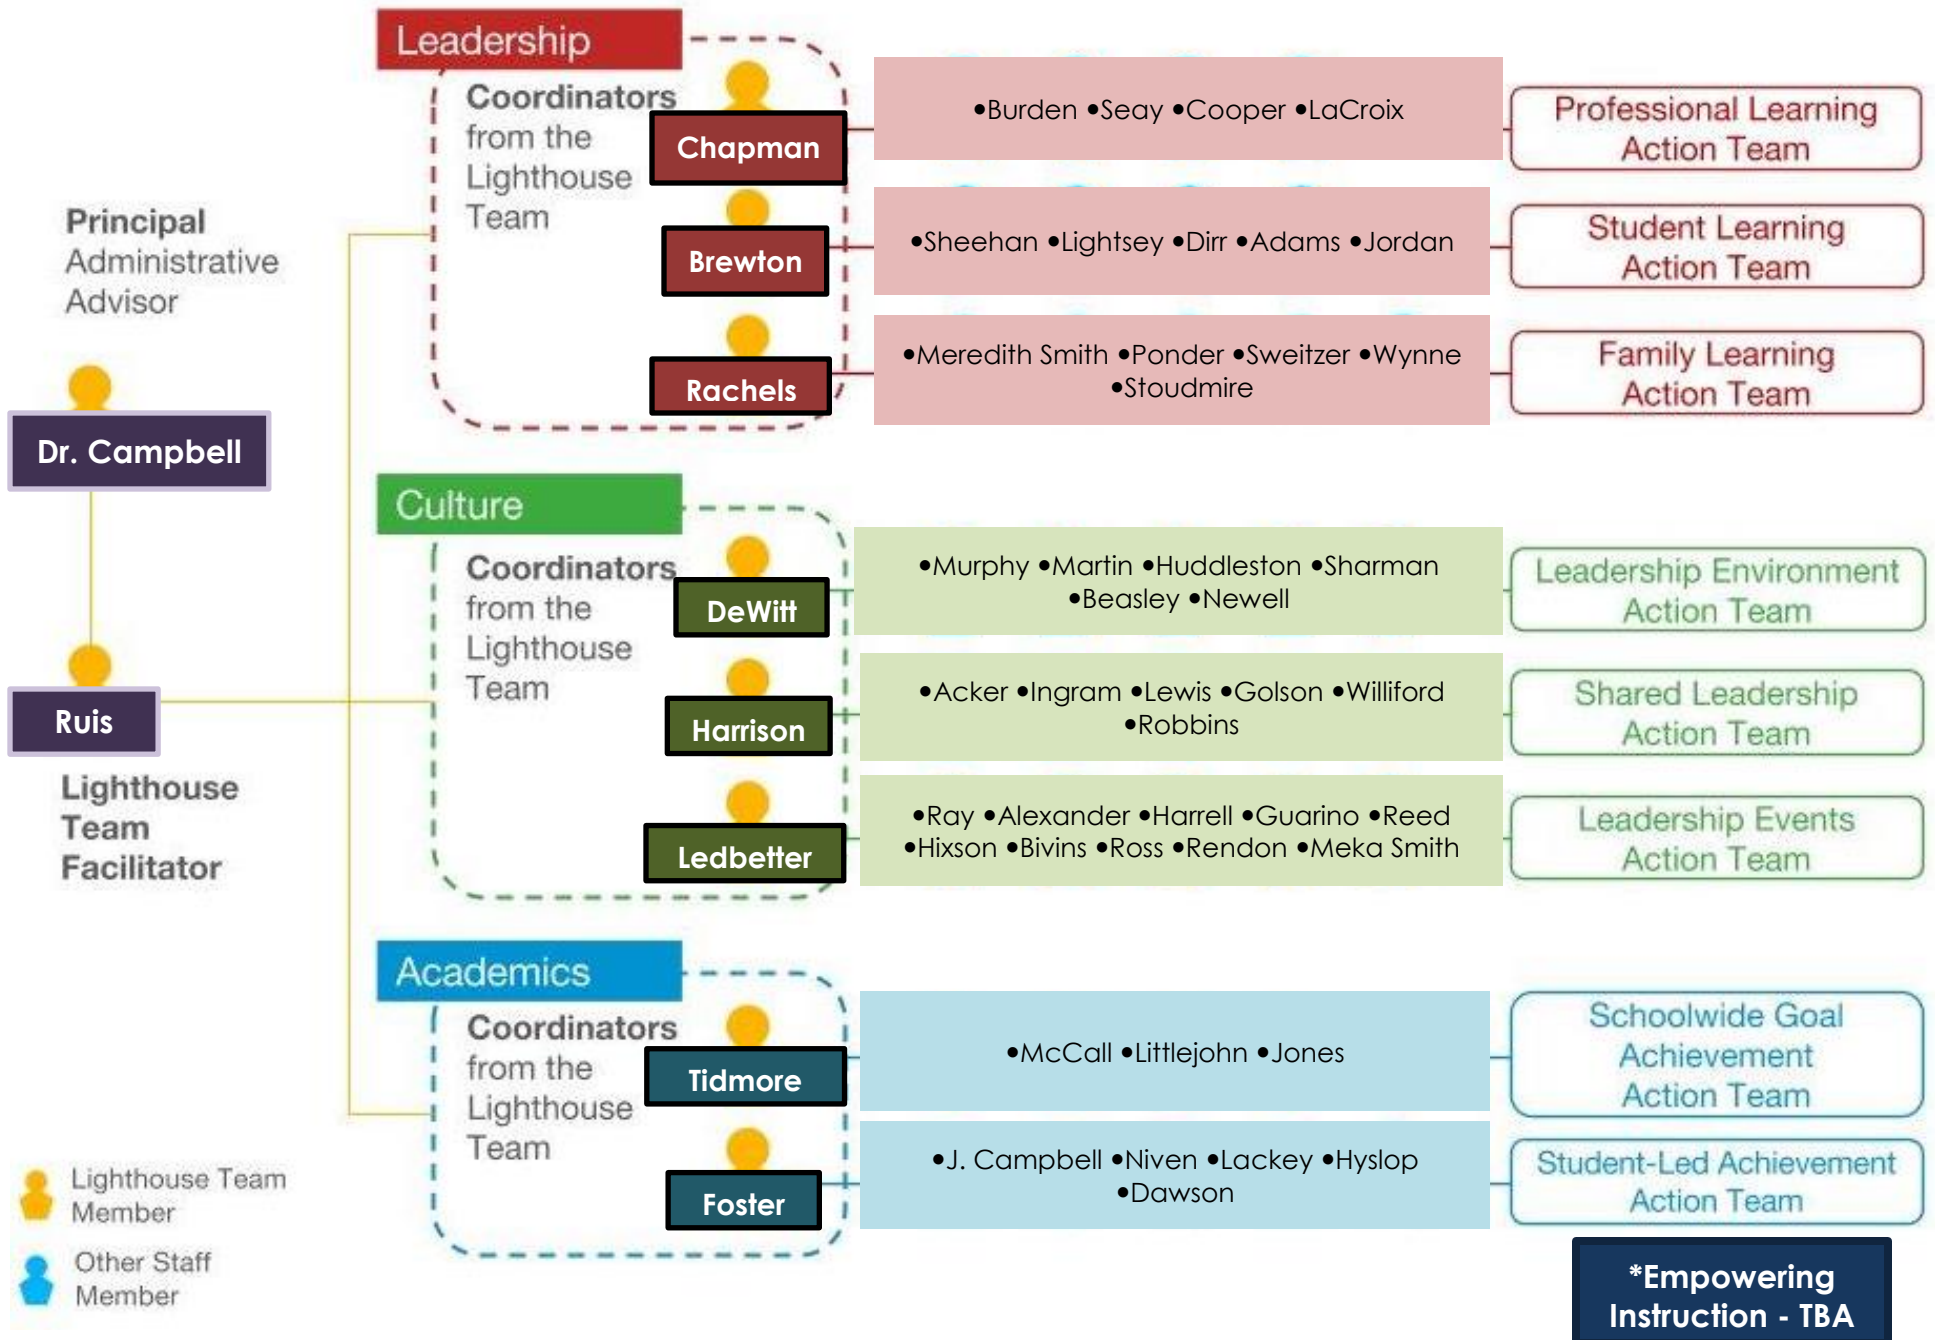 Principal
Administrative
Advisor
Dr. Campbell
Ruis
Lighthouse
Team
Facilitator
Leadership
Coordinators
from the
Lighthouse
Team
Chapman
•Burden •Seay •Cooper •LaCroix
Professional Learning
Action Team
Brewton
•Sheehan •Lightsey •Dirr •Adams •Jordan
Student Learning
Action Team
Rachels
•Meredith Smith •Ponder •Sweitzer •Wynne
•Stoudmire
Family Learning
Action Team
Culture
Coordinators
from the
Lighthouse
Team
DeWitt
•Murphy •Martin •Huddleston •Sharman
•Beasley •Newell
Leadership Environment
Action Team
Harrison
•Acker •Ingram •Lewis •Golson •Williford
•Robbins
Shared Leadership
Action Team
Ledbetter
•Ray •Alexander •Harrell •Guarino •Reed
•Hixson •Bivins •Ross •Rendon •Meka Smith
Leadership Events
Action Team
Academics
Coordinators
from the
Lighthouse
Team
Tidmore
•McCall •Littlejohn •Jones
Schoolwide Goal
Achievement
Action Team
Foster
•J. Campbell •Niven •Lackey •Hyslop
•Dawson
Student-Led Achievement
Action Team
Lighthouse Team
Member
Other Staff
Member
*Empowering
Instruction - TBA